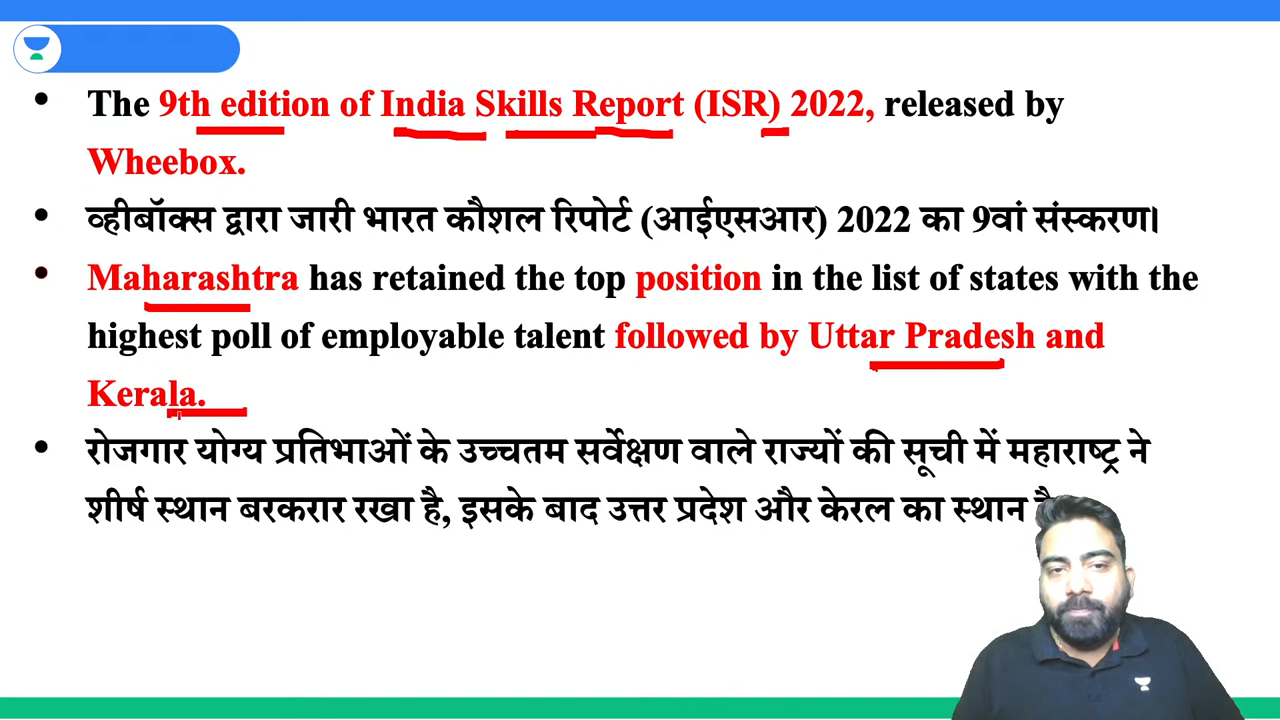 • The 9th edition of India Skills Report (ISR) 2022, released by
Wheebox.
• व्हीबॉक्स द्वारा जारी भारत कौशल रिपोर्ट (आईएसआर) 2022 का 9वां संस्करण।
• Maharashtra has retained the top position in the list of states with the
highest poll of employable talent followed by Uttar Pradesh and
Kerala.
• रोजगार योग्य प्रतिभाओं के उच्चतम सर्वेक्षण वाले राज्यों की सूची में महाराष्ट्र ने
शीर्ष स्थान बरकरार रखा है, इसके बाद उत्तर प्रदेश और केरल का स्थान